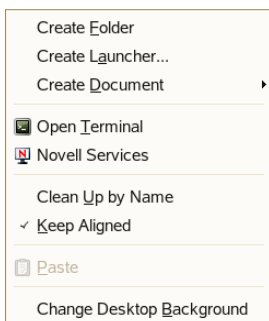 Create Folder
Create Launcher...
Create Document
Open Terminal
Novell Services
Clean Up by Name
Keep Aligned
Paste
Change Desktop Background